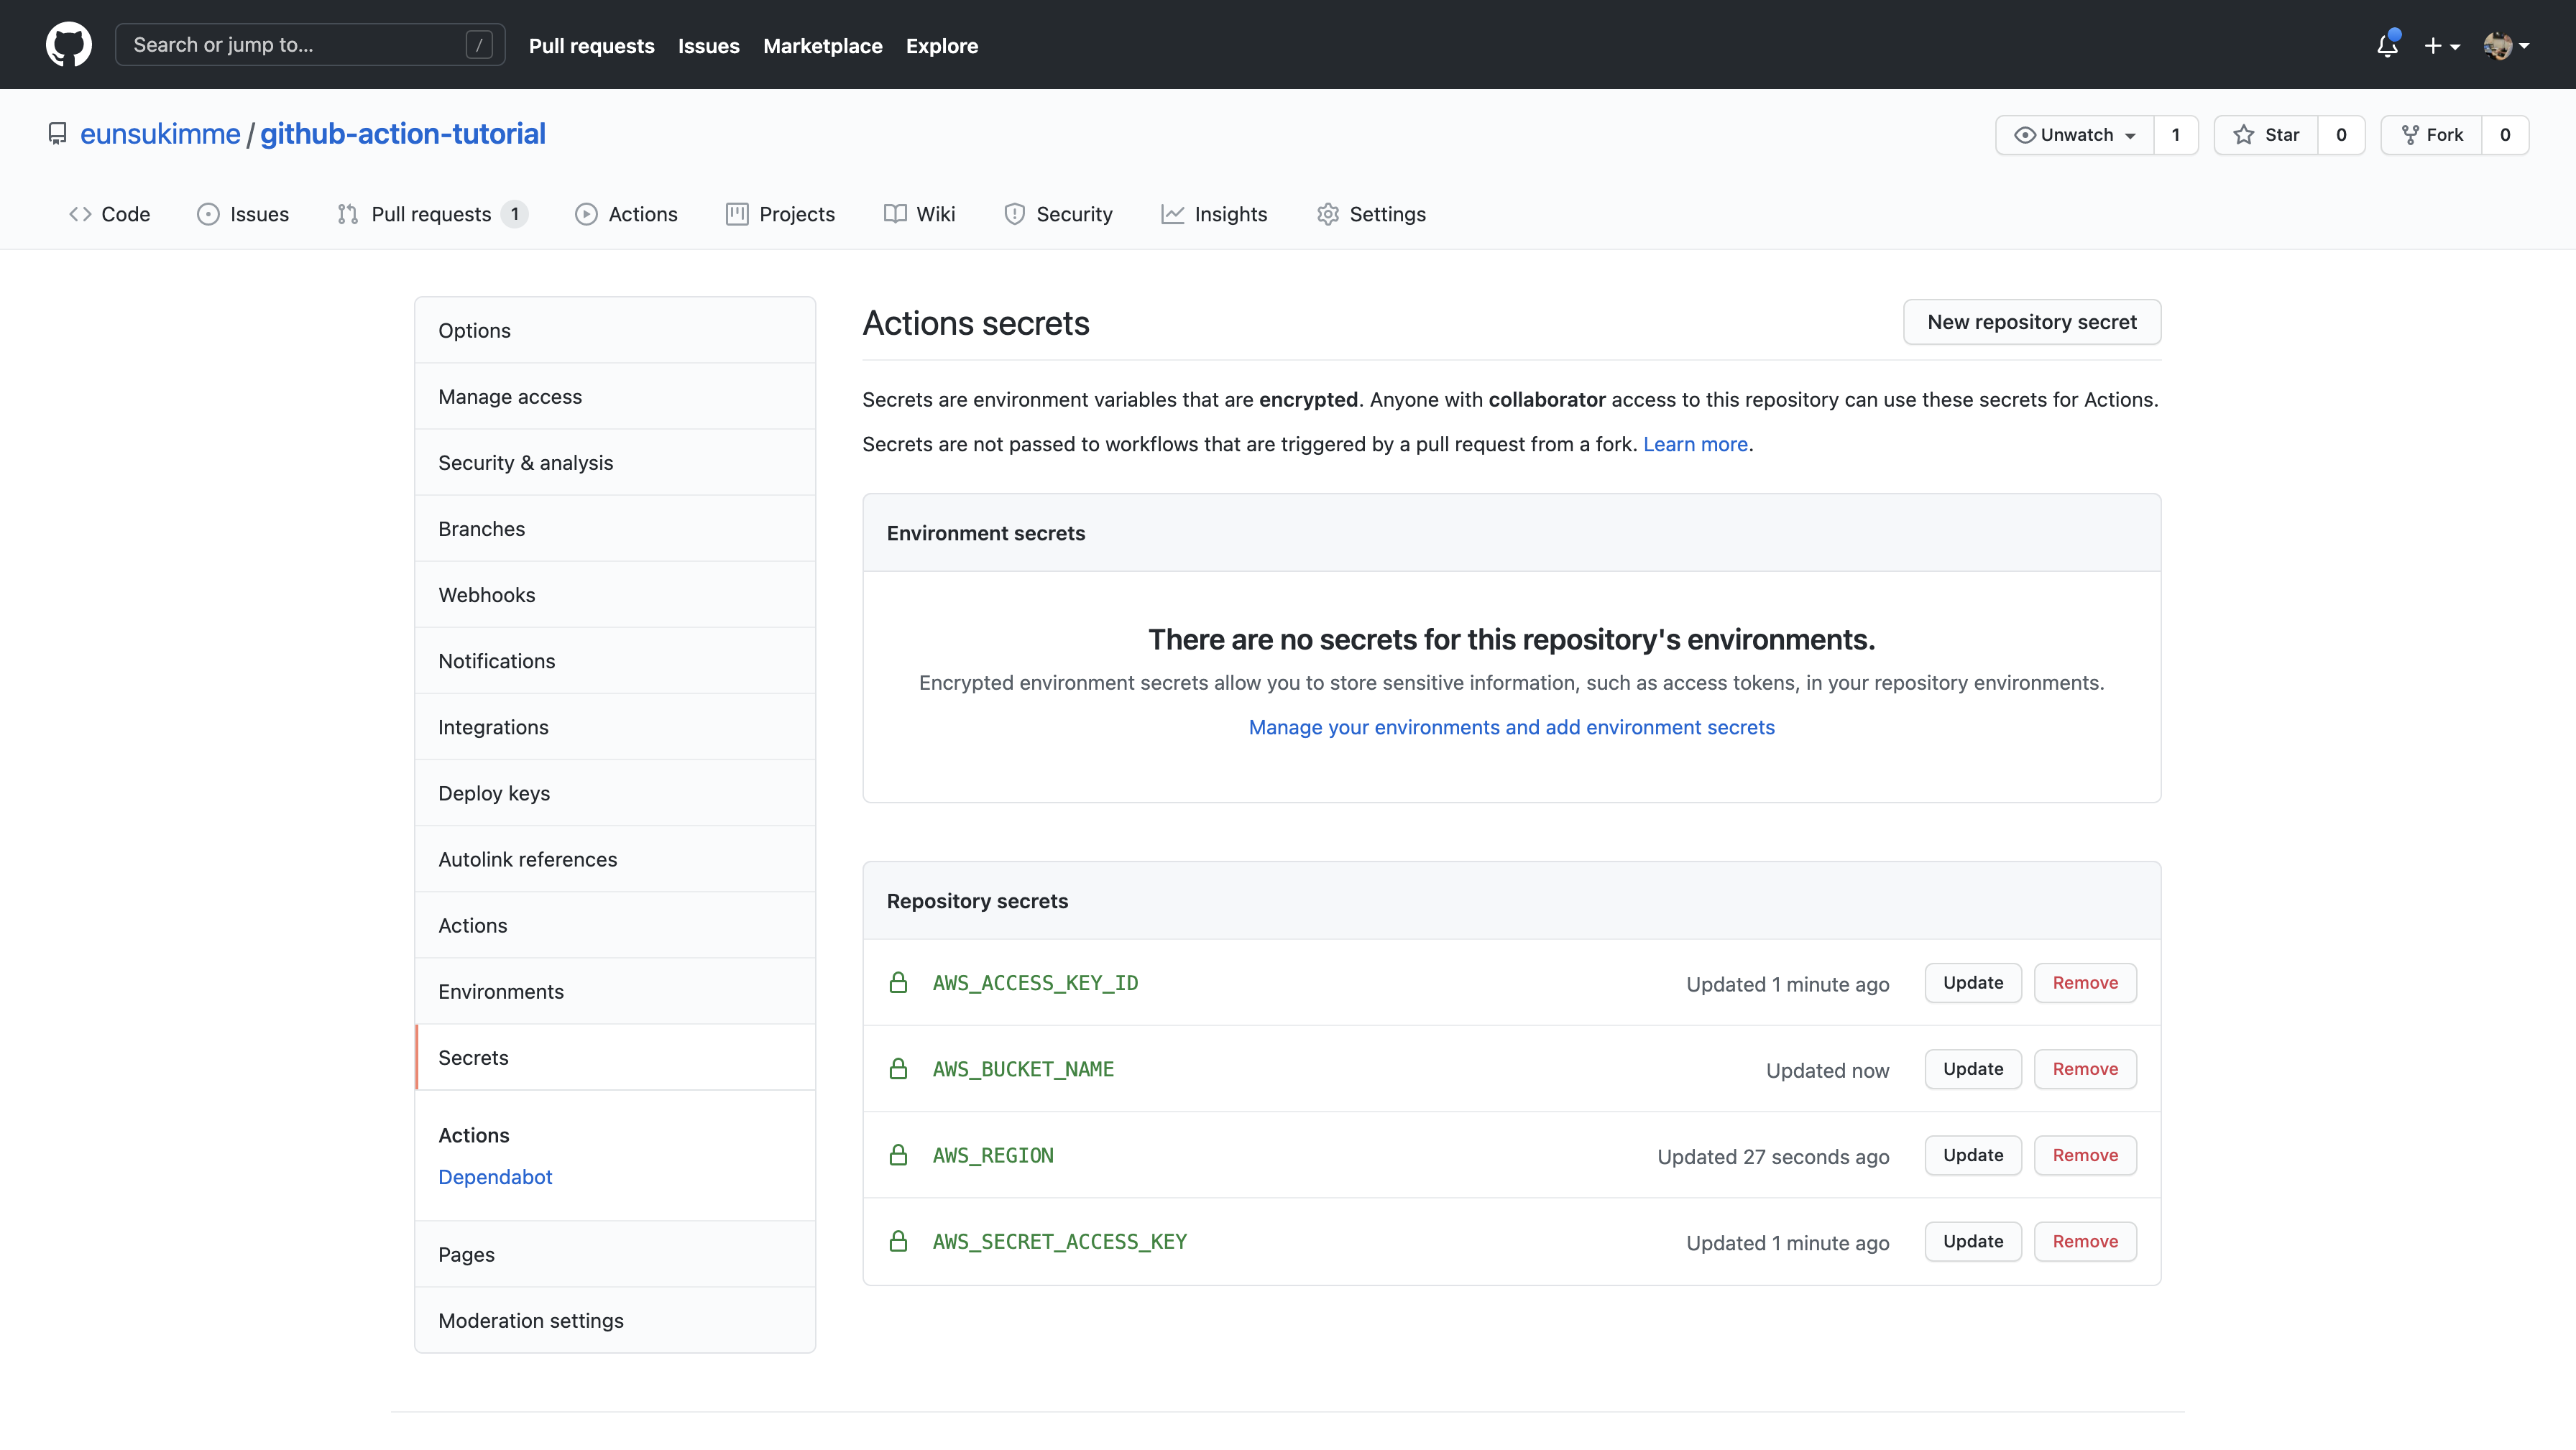 Search or jump to... /
Pull requests Issues Marketplace Explore
eunsukimme / github-action-tutorial
Unwatch 1 Star 0 Fork 0
Code Issues Pull requests 1 Actions Projects Wiki Security Insights Settings
Options
Manage access
Security & analysis
Branches
Webhooks
Notifications
Integrations
Deploy keys
Autolink references
Actions
Environments
Secrets
Actions
Dependabot
Pages
Moderation settings
Actions secrets
New repository secret
Secrets are environment variables that are encrypted. Anyone with collaborator access to this repository can use these secrets for Actions.
Secrets are not passed to workflows that are triggered by a pull request from a fork. Learn more.
Environment secrets
There are no secrets for this repository's environments.
Encrypted environment secrets allow you to store sensitive information, such as access tokens, in your repository environments.
Manage your environments and add environment secrets
Repository secrets
AWS_ACCESS_KEY_ID Updated 1 minute ago Update Remove
AWS_BUCKET_NAME Updated now Update Remove
AWS_REGION Updated 27 seconds ago Update Remove
AWS_SECRET_ACCESS_KEY Updated 1 minute ago Update Remove